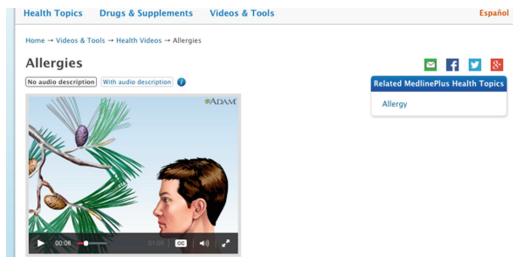 Health Topics Drugs & Supplements Videos & Tools Español
Home → Videos & Tools → Health Videos → Allergies
Allergies
No audio description With audio description
Related MedlinePlus Health Topics
Allergy
ADAM
00:06 01:05 CC